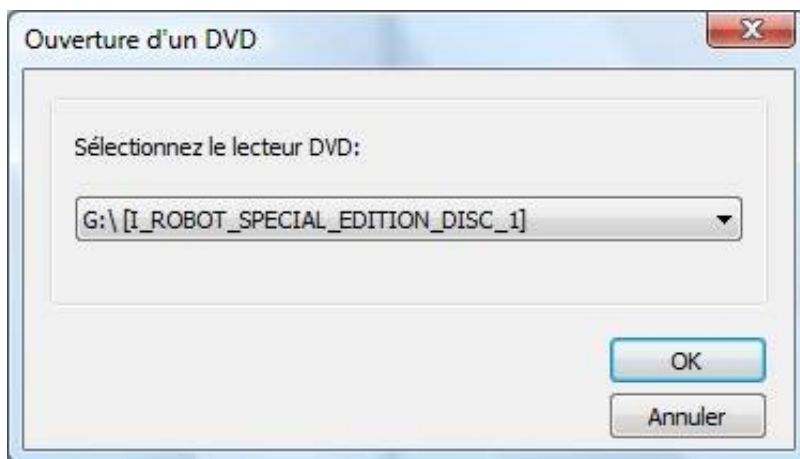 Ouverture d'un DVD
Sélectionnez le lecteur DVD:
G:\ [I_ROBOT_SPECIAL_EDITION_DISC_1]
OK
Annuler